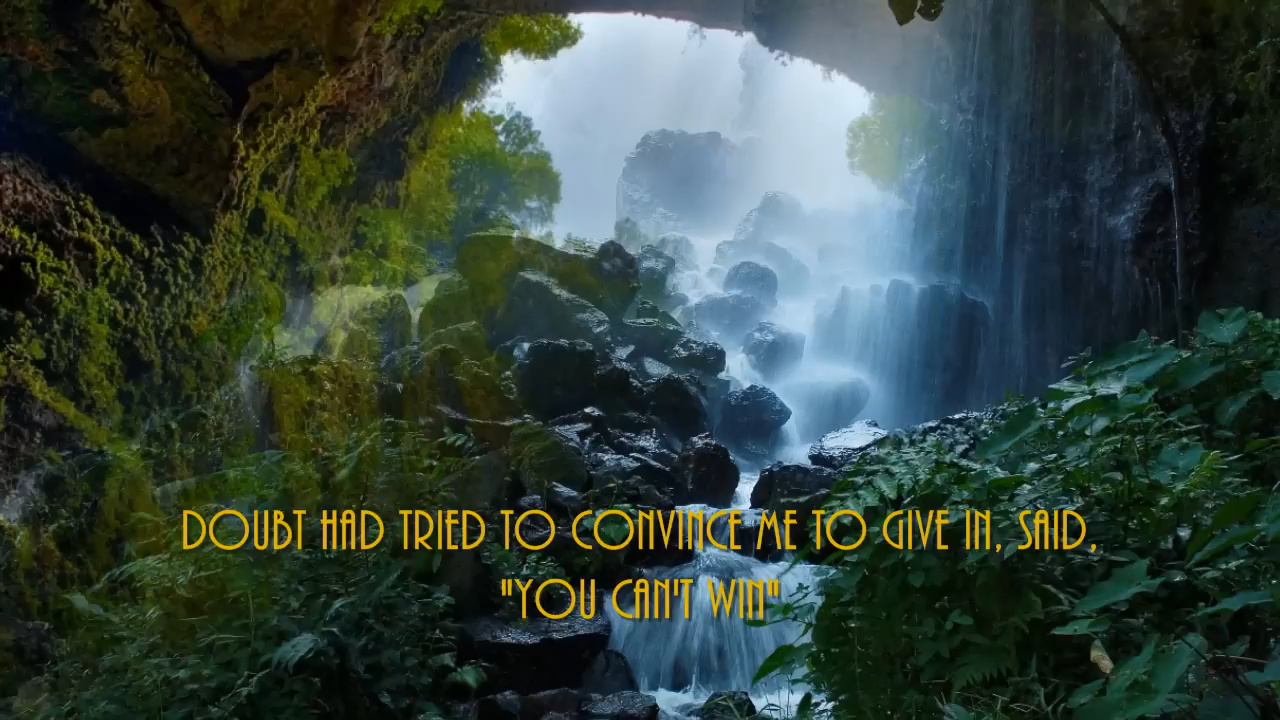 DOUBT HAD TRIED TO CONVINCE ME TO GIVE IN, SAID,
"YOU CAN'T WIN"